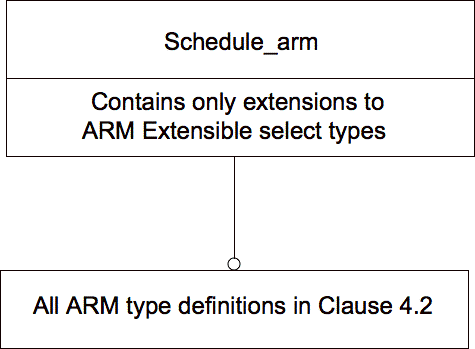 Schedule_arm
Contains only extensions to
ARM Extensible select types
All ARM type definitions in Clause 4.2